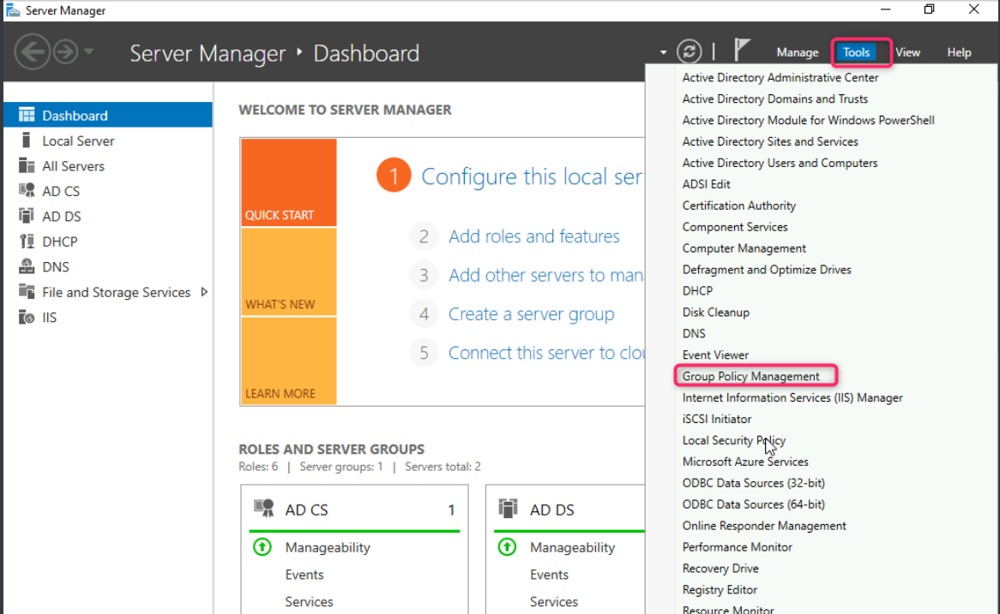 Server Manager
Server Manager ‣ Dashboard
Manage Tools View Help
Dashboard
Local Server
All Servers
AD CS
AD DS
DHCP
DNS
File and Storage Services
IIS
WELCOME TO SERVER MANAGER
QUICK START
WHAT'S NEW
LEARN MORE
1 Configure this local ser
2 Add roles and features
3 Add other servers to man
4 Create a server group
5 Connect this server to clou
ROLES AND SERVER GROUPS
Roles: 6 | Server groups: 1 | Servers total: 2
AD CS 1
Manageability
Events
Services
AD DS
Manageability
Events
Services
Active Directory Administrative Center
Active Directory Domains and Trusts
Active Directory Module for Windows PowerShell
Active Directory Sites and Services
Active Directory Users and Computers
ADSI Edit
Certification Authority
Component Services
Computer Management
Defragment and Optimize Drives
DHCP
Disk Cleanup
DNS
Event Viewer
Group Policy Management
Internet Information Services (IIS) Manager
iSCSI Initiator
Local Security Policy
Microsoft Azure Services
ODBC Data Sources (32-bit)
ODBC Data Sources (64-bit)
Online Responder Management
Performance Monitor
Recovery Drive
Registry Editor
Resource Monitor